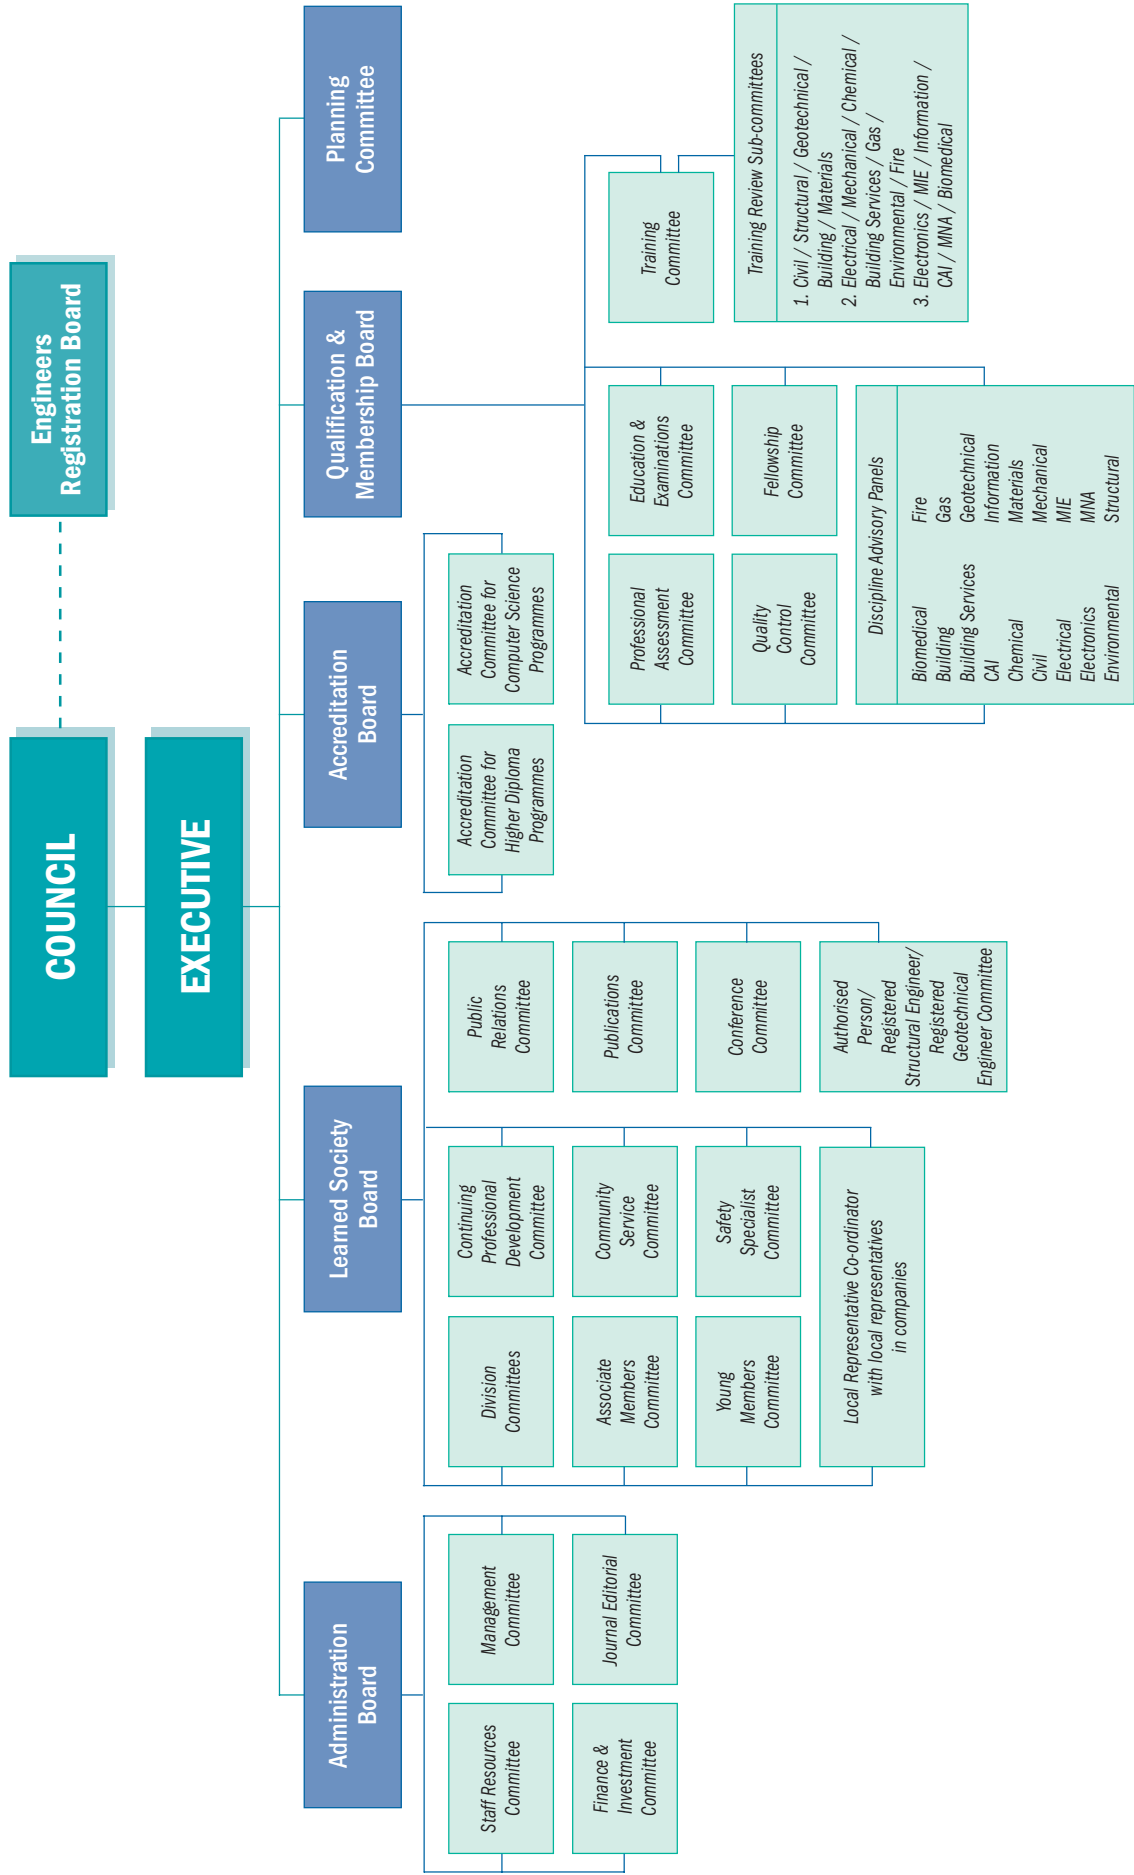 COUNCIL
Engineers
Registration Board
EXECUTIVE
Administration
Board
Learned Society
Board
Accreditation
Board
Qualification &
Membership Board
Planning
Committee
Staff Resources
Committee
Management
Committee
Finance &
Investment
Committee
Journal Editorial
Committee
Division
Committees
Continuing
Professional
Development
Committee
Public
Relations
Committee
Associate
Members
Committee
Community
Service
Committee
Publications
Committee
Young
Members
Committee
Safety
Specialist
Committee
Conference
Committee
Local Representative Co-ordinator
with local representatives
in companies
Authorised
Person/
Registered
Structural Engineer/
Registered
Geotechnical
Engineer Committee
Accreditation
Committee for
Higher Diploma
Programmes
Accreditation
Committee for
Computer Science
Programmes
Professional
Assessment
Committee
Education &
Examinations
Committee
Quality
Control
Committee
Fellowship
Committee
Discipline Advisory Panels
Biomedical
Building
Building Services
CAI
Chemical
Civil
Electrical
Electronics
Environmental
Fire
Gas
Geotechnical
Information
Materials
Mechanical
MIE
MNA
Structural
Training
Committee
Training Review Sub-committees
1. Civil / Structural / Geotechnical /
Building / Materials
2. Electrical / Mechanical / Chemical /
Building Services / Gas /
Environmental / Fire
3. Electronics / MIE / Information /
CAI / MNA / Biomedical